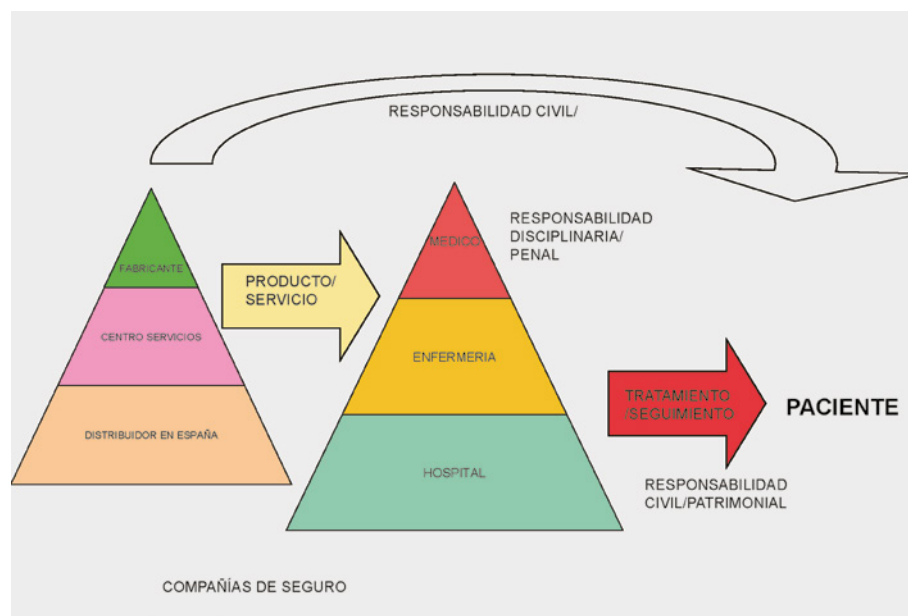 RESPONSABILIDAD CIVIL/
FABRICANTE
CENTRO SERVICIOS
DISTRIBUIDOR EN ESPAÑA
PRODUCTO/
SERVICIO
MEDICO
ENFERMERIA
HOSPITAL
RESPONSABILIDAD
DISCIPLINARIA/
PENAL
TRATAMIENTO
/SEGUIMIENTO
PACIENTE
RESPONSABILIDAD
CIVIL/PATRIMONIAL
COMPAÑÍAS DE SEGURO